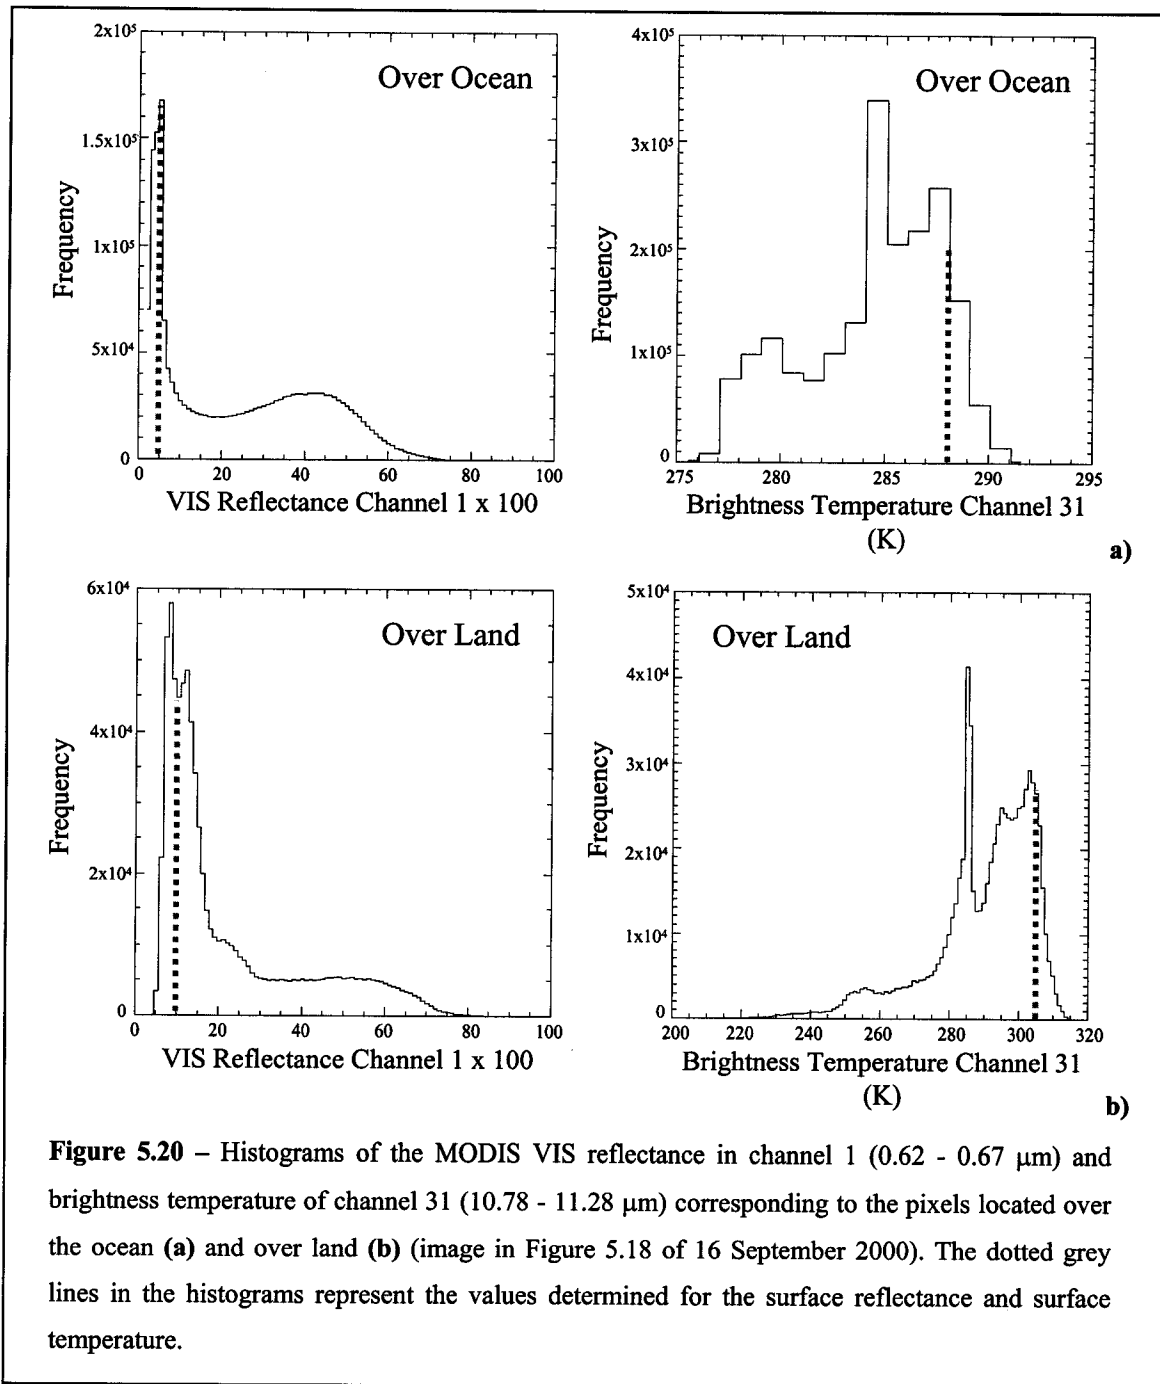 2x10⁵
1.5x10⁵
1x10⁵
5x10⁴
0
0 20 40 60 80 100
Frequency
Over Ocean
VIS Reflectance Channel 1 x 100
4x10⁵
3x10⁵
2x10⁵
1x10⁵
0
275 280 285 290 295
Frequency
Over Ocean
Brightness Temperature Channel 31
(K)
a)
6x10⁴
4x10⁴
2x10⁴
0
0 20 40 60 80 100
Frequency
Over Land
VIS Reflectance Channel 1 x 100
5x10⁴
4x10⁴
3x10⁴
2x10⁴
1x10⁴
0
200 220 240 260 280 300 320
Frequency
Over Land
Brightness Temperature Channel 31
(K)
b)
Figure 5.20 – Histograms of the MODIS VIS reflectance in channel 1 (0.62 - 0.67 μm) and
brightness temperature of channel 31 (10.78 - 11.28 μm) corresponding to the pixels located over
the ocean (a) and over land (b) (image in Figure 5.18 of 16 September 2000). The dotted grey
lines in the histograms represent the values determined for the surface reflectance and surface
temperature.